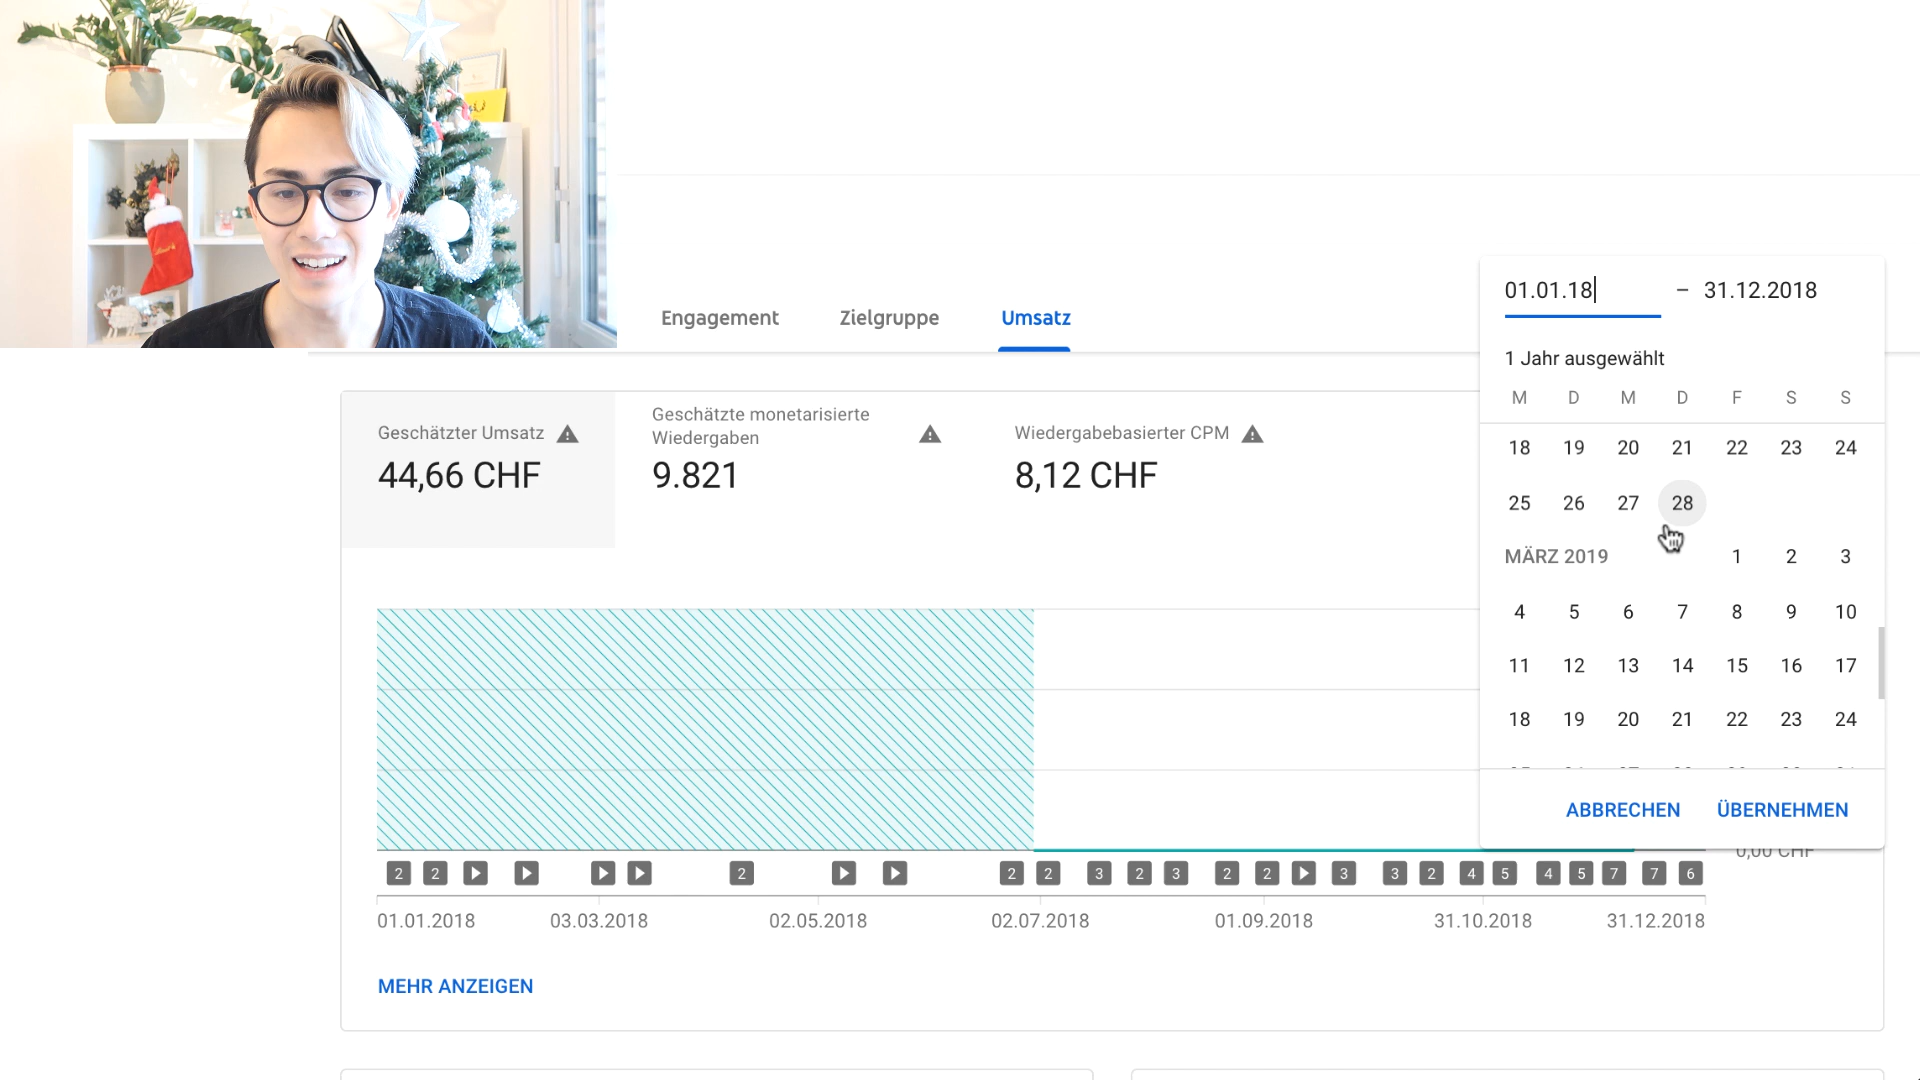 Engagement
Zielgruppe
Umsatz
01.01.18
– 31.12.2018
1 Jahr ausgewählt
M D M D F S S
18 19 20 21 22 23 24
25 26 27 28
MÄRZ 2019 1 2 3
4 5 6 7 8 9 10
11 12 13 14 15 16 17
18 19 20 21 22 23 24
ABBRECHEN ÜBERNEHMEN
Geschätzter Umsatz
44,66 CHF
Geschätzte monetarisierte
Wiedergaben
9.821
Wiedergabebasierter CPM
8,12 CHF
0,00 CHF
2 2 2 2 2 3 2 3 2 2 3 3 2 4 5 4 5 7 7 6
01.01.2018 03.03.2018 02.05.2018 02.07.2018 01.09.2018 31.10.2018 31.12.2018
MEHR ANZEIGEN